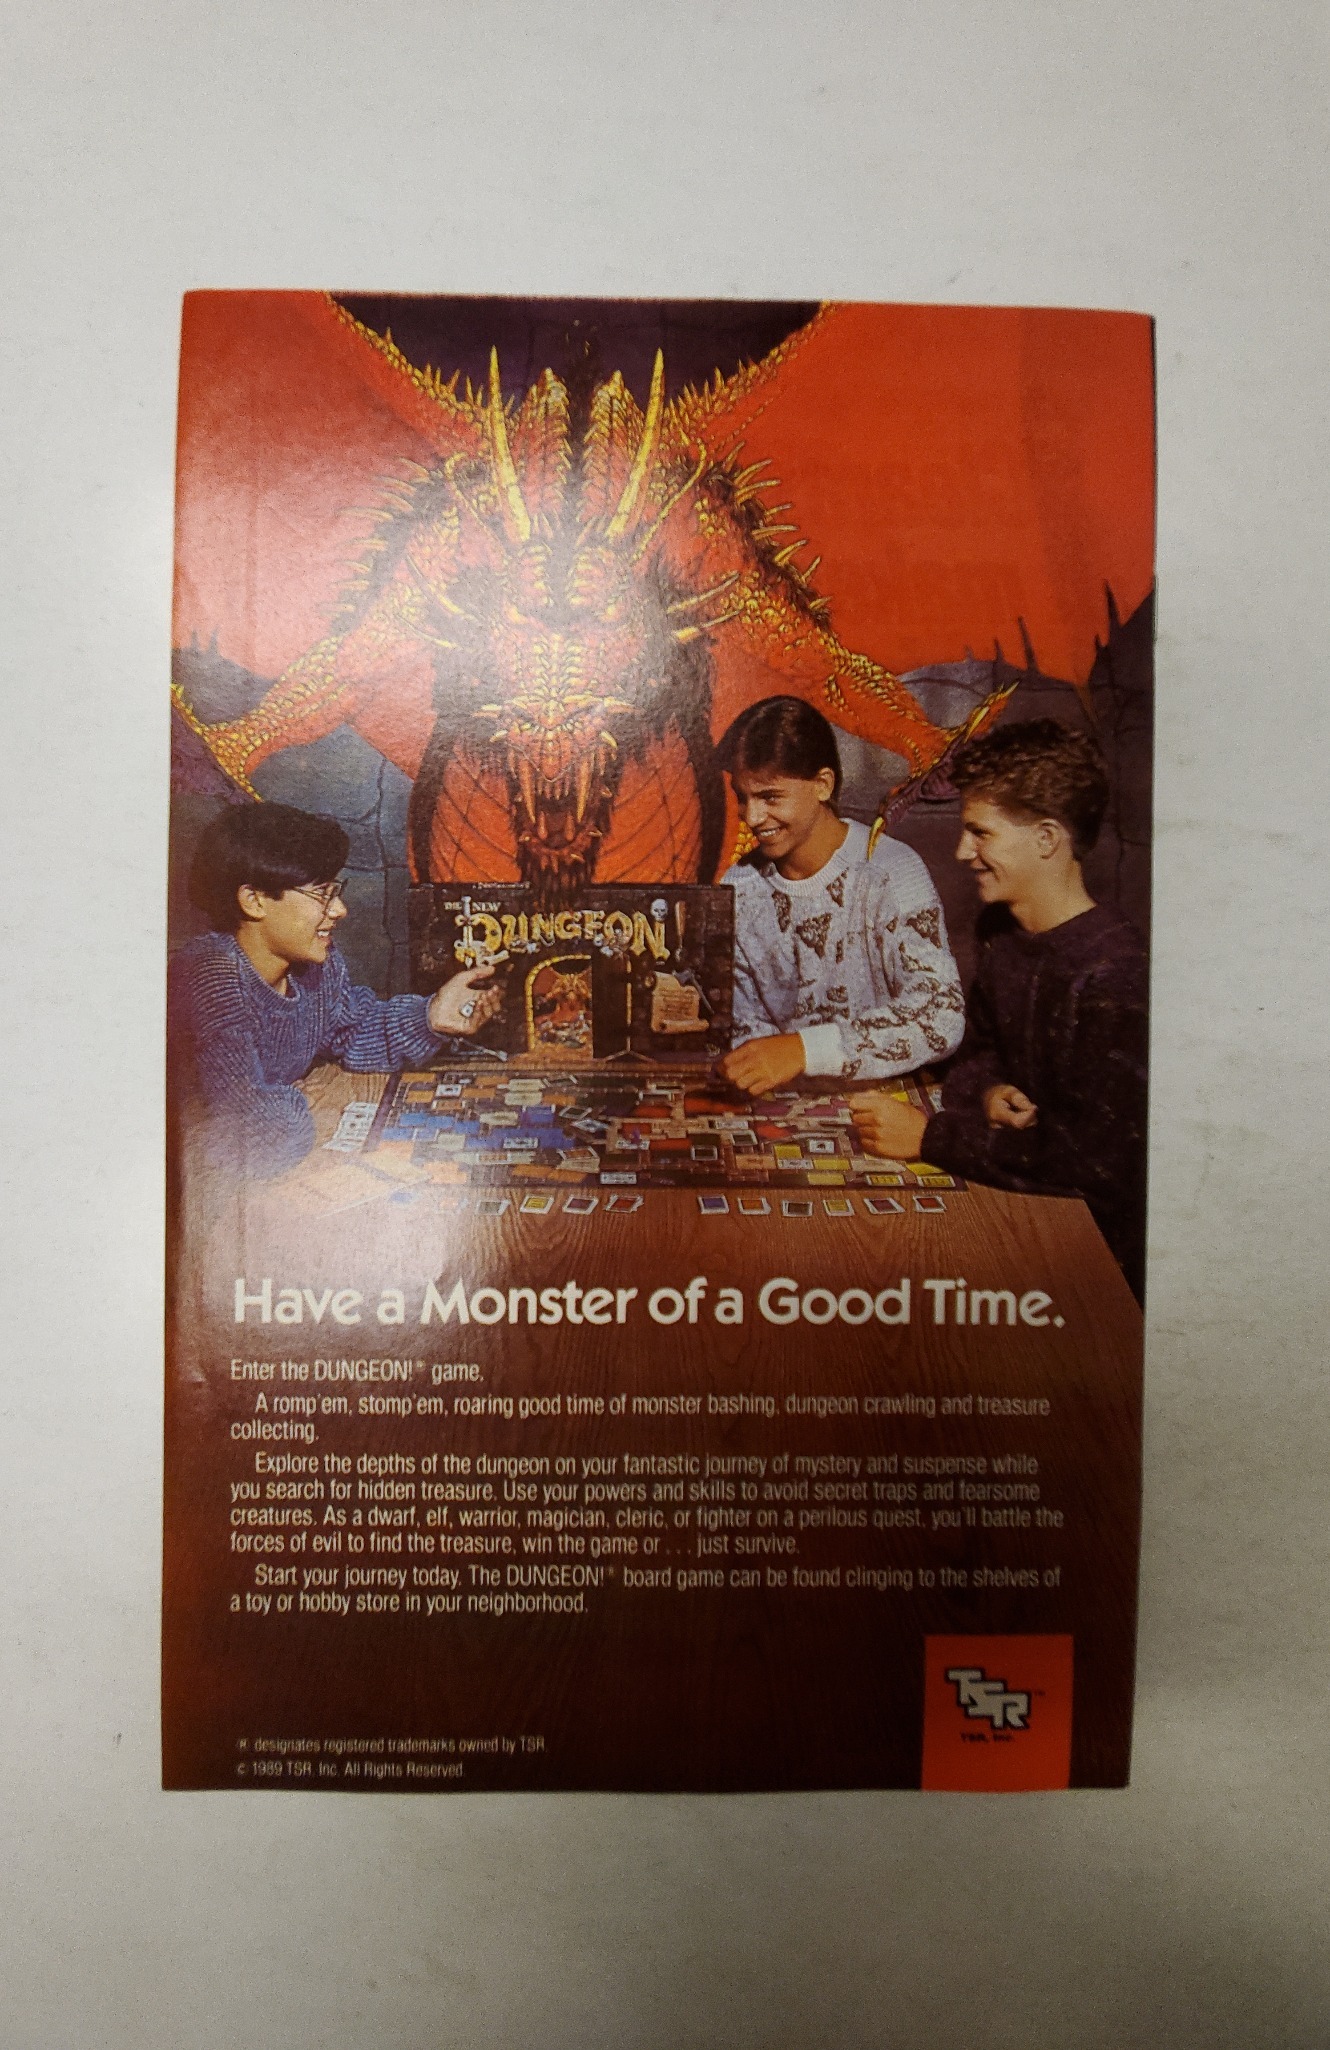 THE NEW
DUNGEON!
Have a Monster of a Good Time.
Enter the DUNGEON!® game.
A romp'em, stomp'em, roaring good time of monster bashing, dungeon crawling and treasure
collecting.
Explore the depths of the dungeon on your fantastic journey of mystery and suspense while
you search for hidden treasure. Use your powers and skills to avoid secret traps and fearsome
creatures. As a dwarf, elf, warrior, magician, cleric, or fighter on a perilous quest, you'll battle the
forces of evil to find the treasure, win the game or . . . just survive.
Start your journey today. The DUNGEON!® board game can be found clinging to the shelves of
a toy or hobby store in your neighborhood.
TSR™
TSR, Inc.
® designates registered trademarks owned by TSR.
© 1989 TSR, Inc. All Rights Reserved.